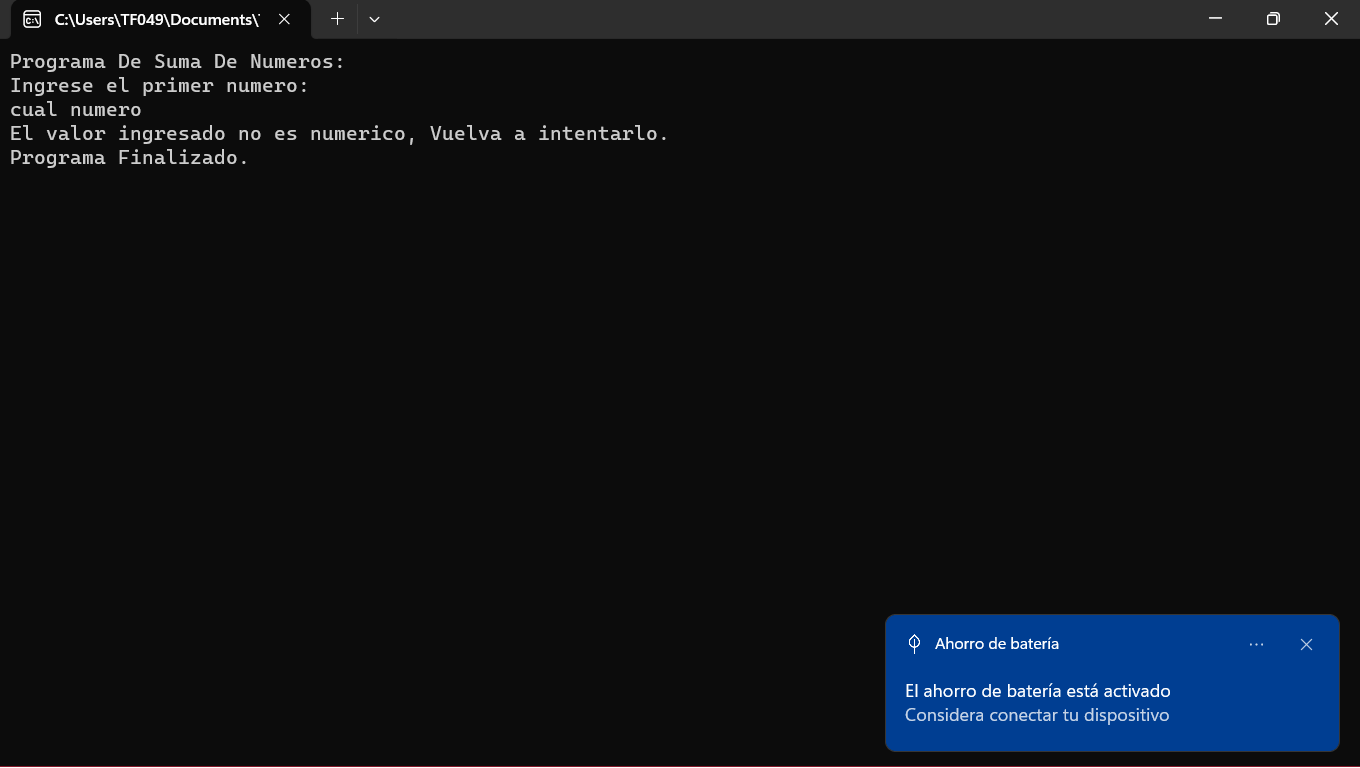 C:\Users\TF049\Documents\
Programa De Suma De Numeros:
Ingrese el primer numero:
cual numero
El valor ingresado no es numerico, Vuelva a intentarlo.
Programa Finalizado.
Ahorro de batería
El ahorro de batería está activado
Considera conectar tu dispositivo